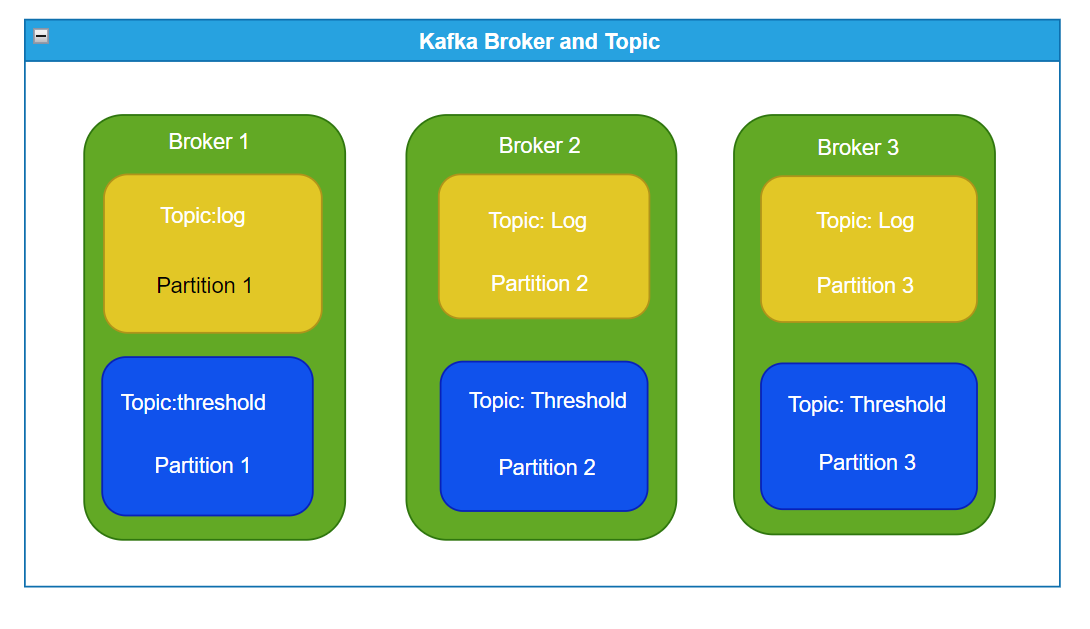 Kafka Broker and Topic
Broker 1
Topic:log
Partition 1
Topic:threshold
Partition 1
Broker 2
Topic: Log
Partition 2
Topic: Threshold
Partition 2
Broker 3
Topic: Log
Partition 3
Topic: Threshold
Partition 3